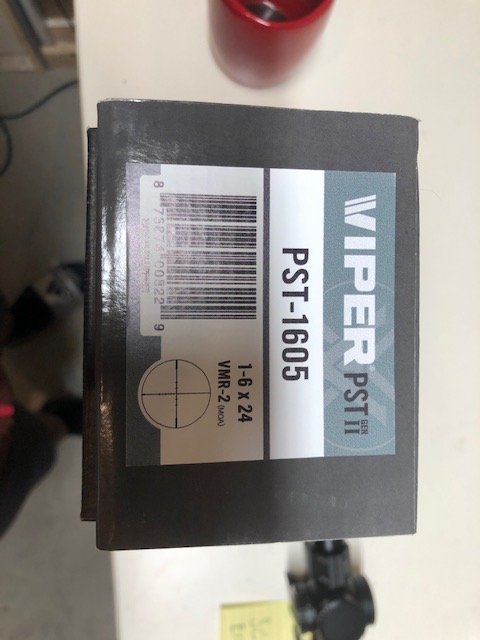 VIPER® PST GEN II
PST-1605
1-6 x 24
VMR-2 (MOA)